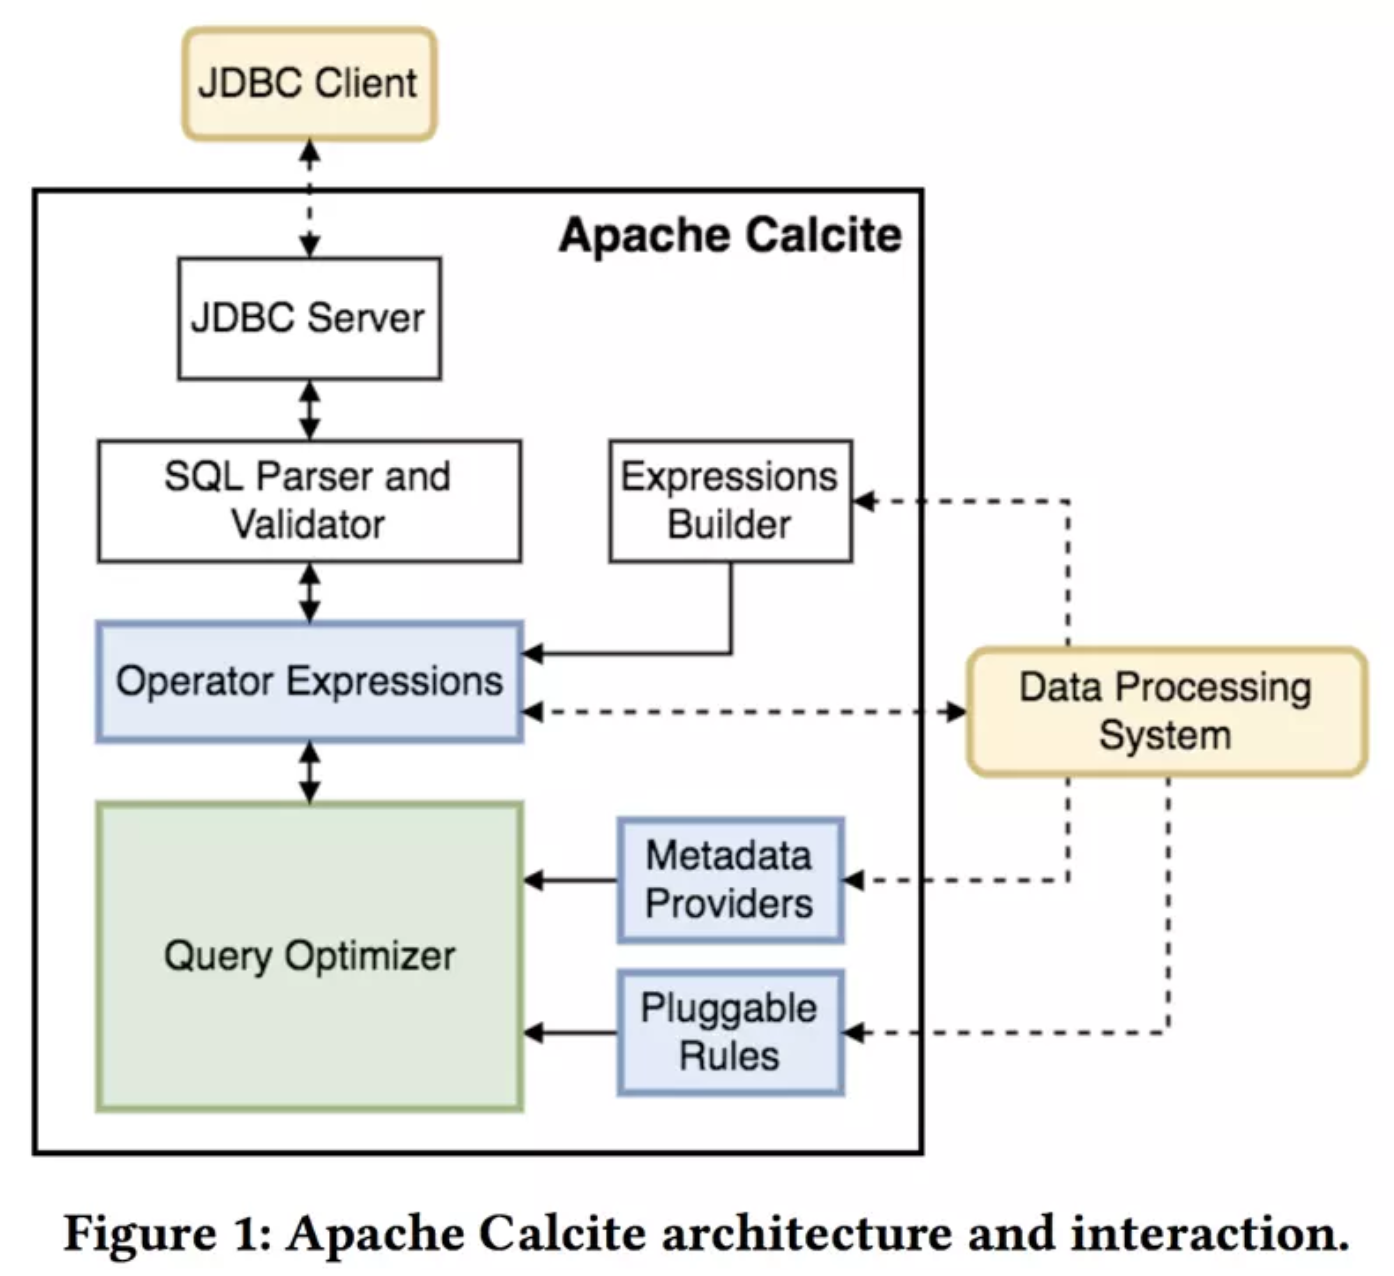 JDBC Client
Apache Calcite
JDBC Server
SQL Parser and
Validator
Expressions
Builder
Operator Expressions
Data Processing
System
Query Optimizer
Metadata
Providers
Pluggable
Rules
Figure 1: Apache Calcite architecture and interaction.